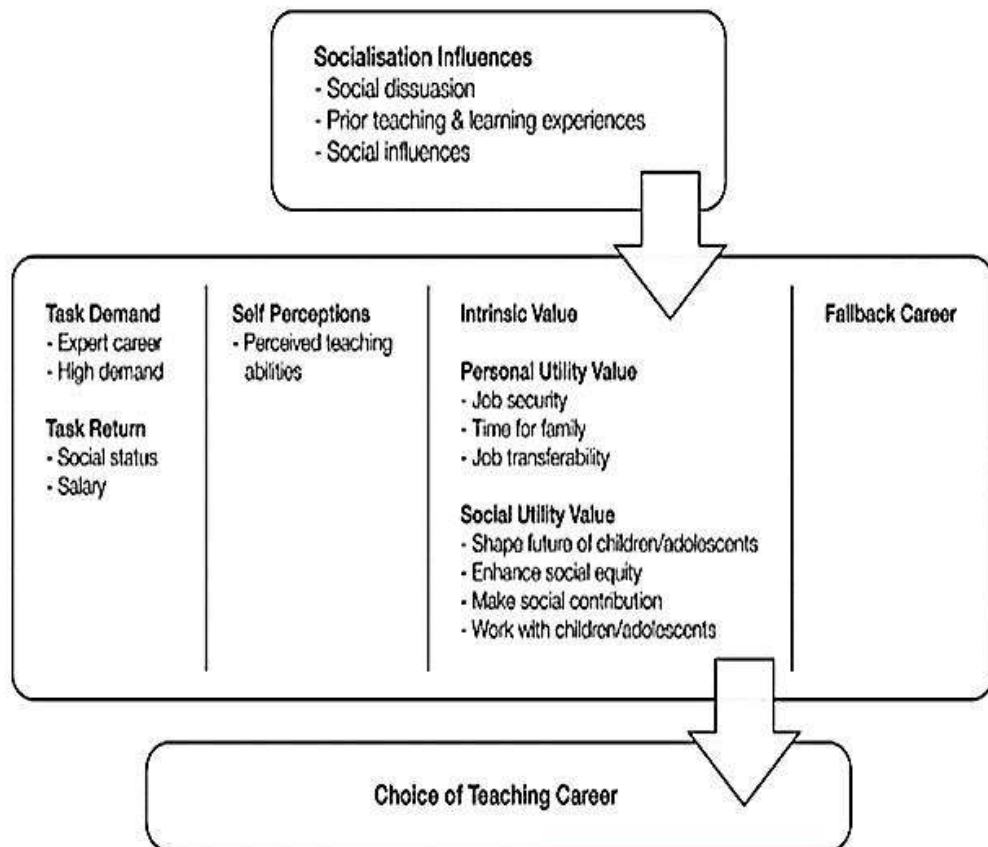 Socialisation Influences
- Social dissuasion
- Prior teaching & learning experiences
- Social influences
Task Demand
- Expert career
- High demand
Task Return
- Social status
- Salary
Self Perceptions
- Perceived teaching
abilities
Intrinsic Value
Personal Utility Value
- Job security
- Time for family
- Job transferability
Social Utility Value
- Shape future of children/adolescents
- Enhance social equity
- Make social contribution
- Work with children/adolescents
Fallback Career
Choice of Teaching Career